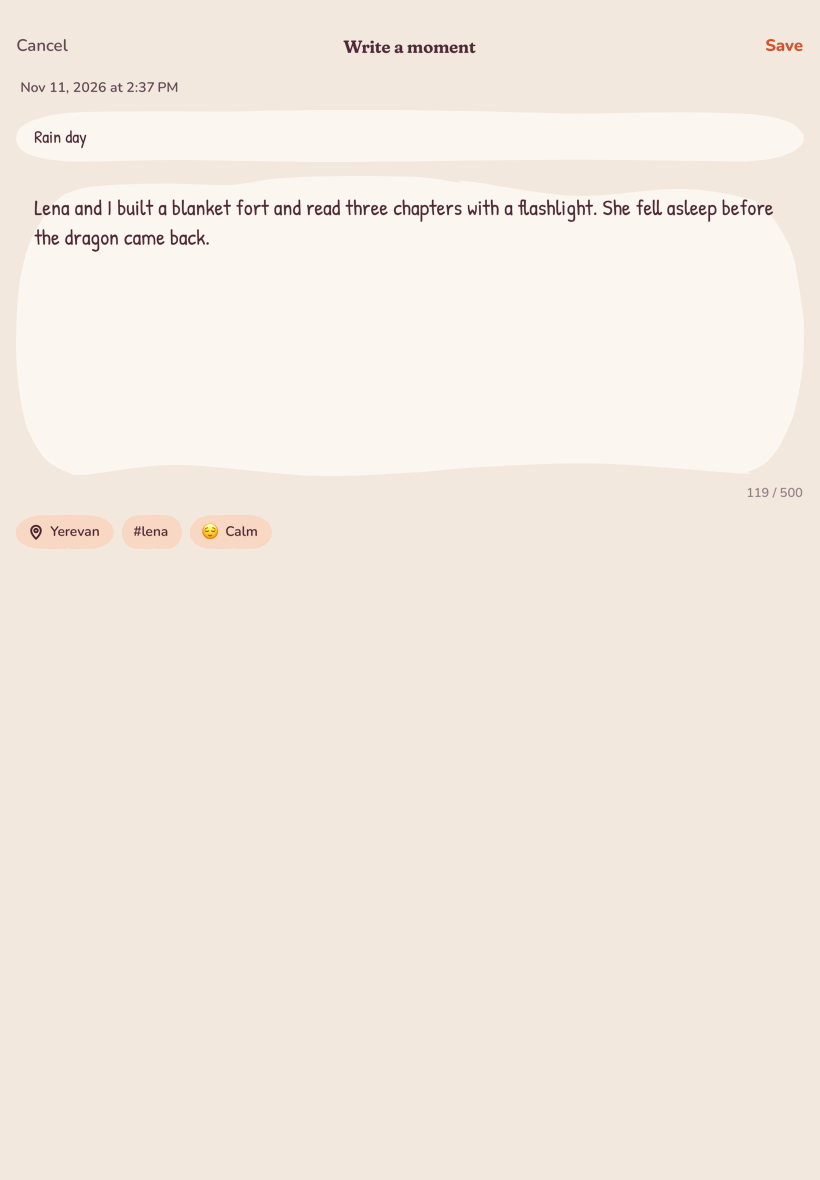 Cancel
Write a moment
Save
Nov 11, 2026 at 2:37 PM
Rain day
Lena and I built a blanket fort and read three chapters with a flashlight. She fell asleep before
the dragon came back.
119 / 500
Yerevan
#lena
😌 Calm